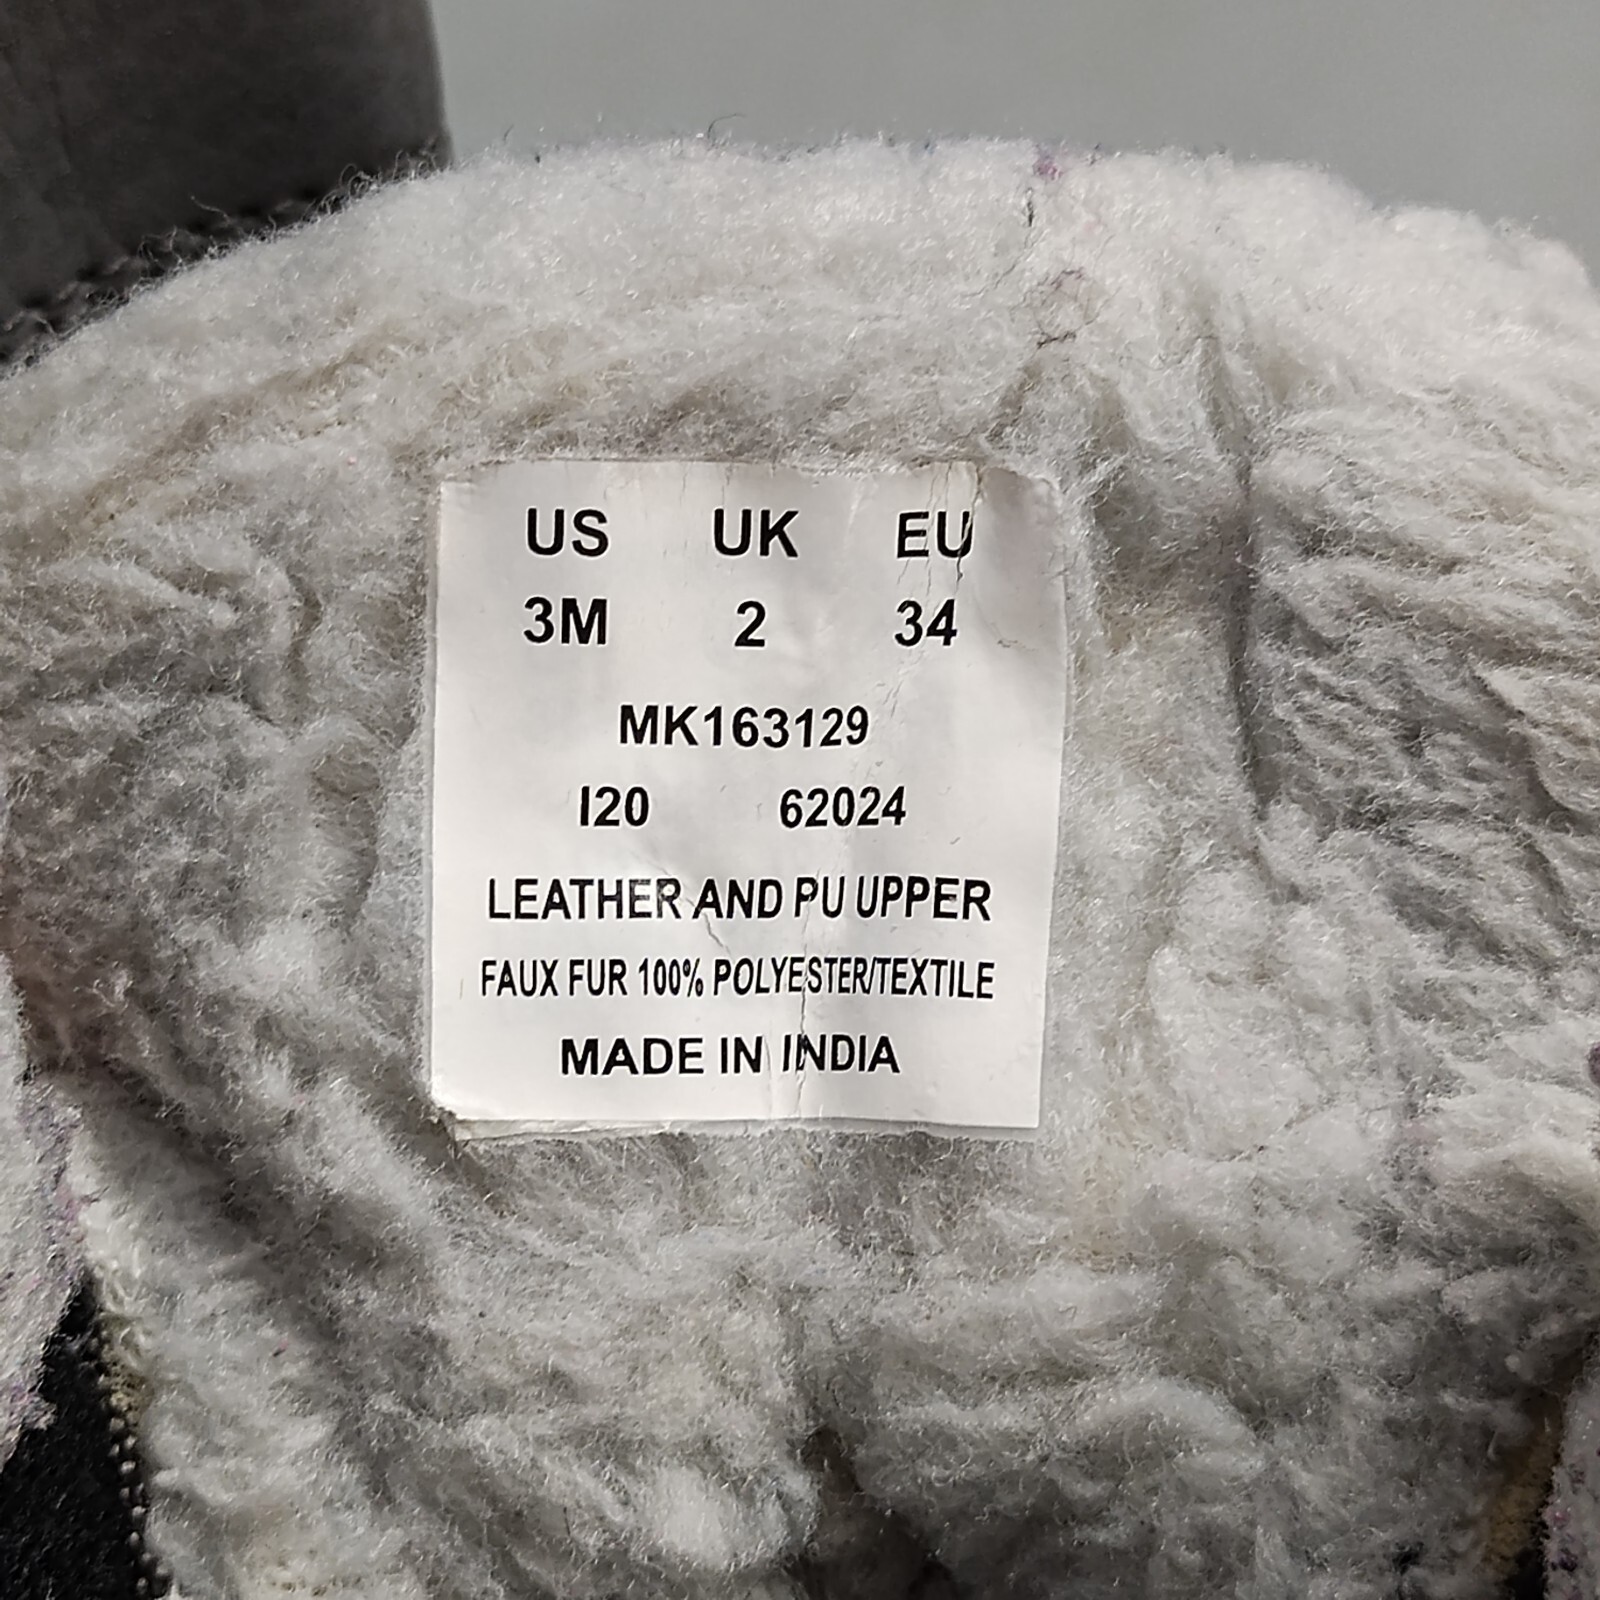 US UK EU
3M 2 34
MK163129
I20 62024
LEATHER AND PU UPPER
FAUX FUR 100% POLYESTER/TEXTILE
MADE IN INDIA